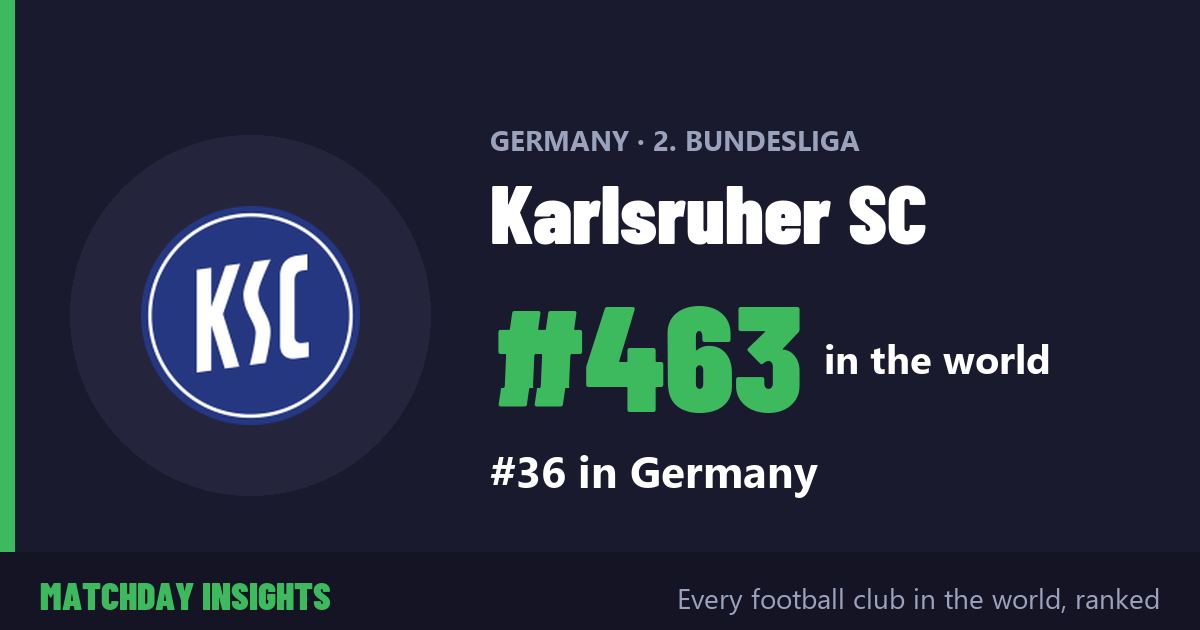 GERMANY · 2. BUNDESLIGA
Karlsruher SC
KSC
#463 in the world
#36 in Germany
MATCHDAY INSIGHTS
Every football club in the world, ranked